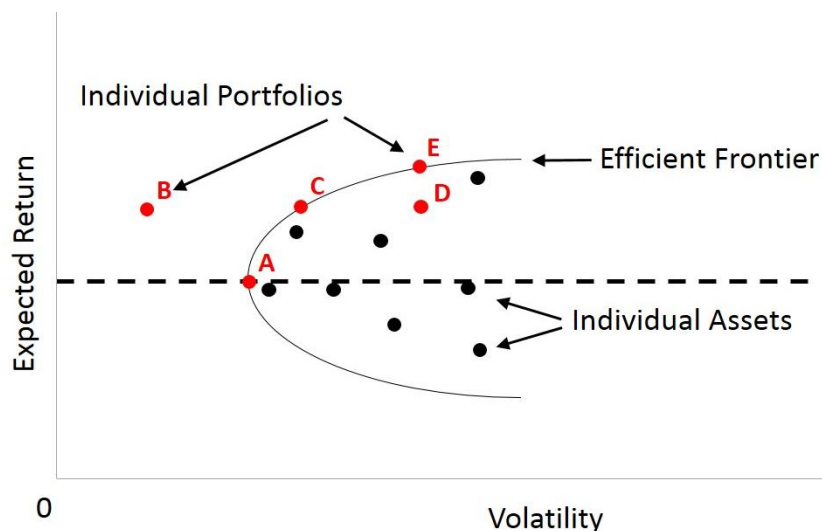 Individual Portfolios
E
Efficient Frontier
B
C
D
A
Expected Return
Individual Assets
0
Volatility